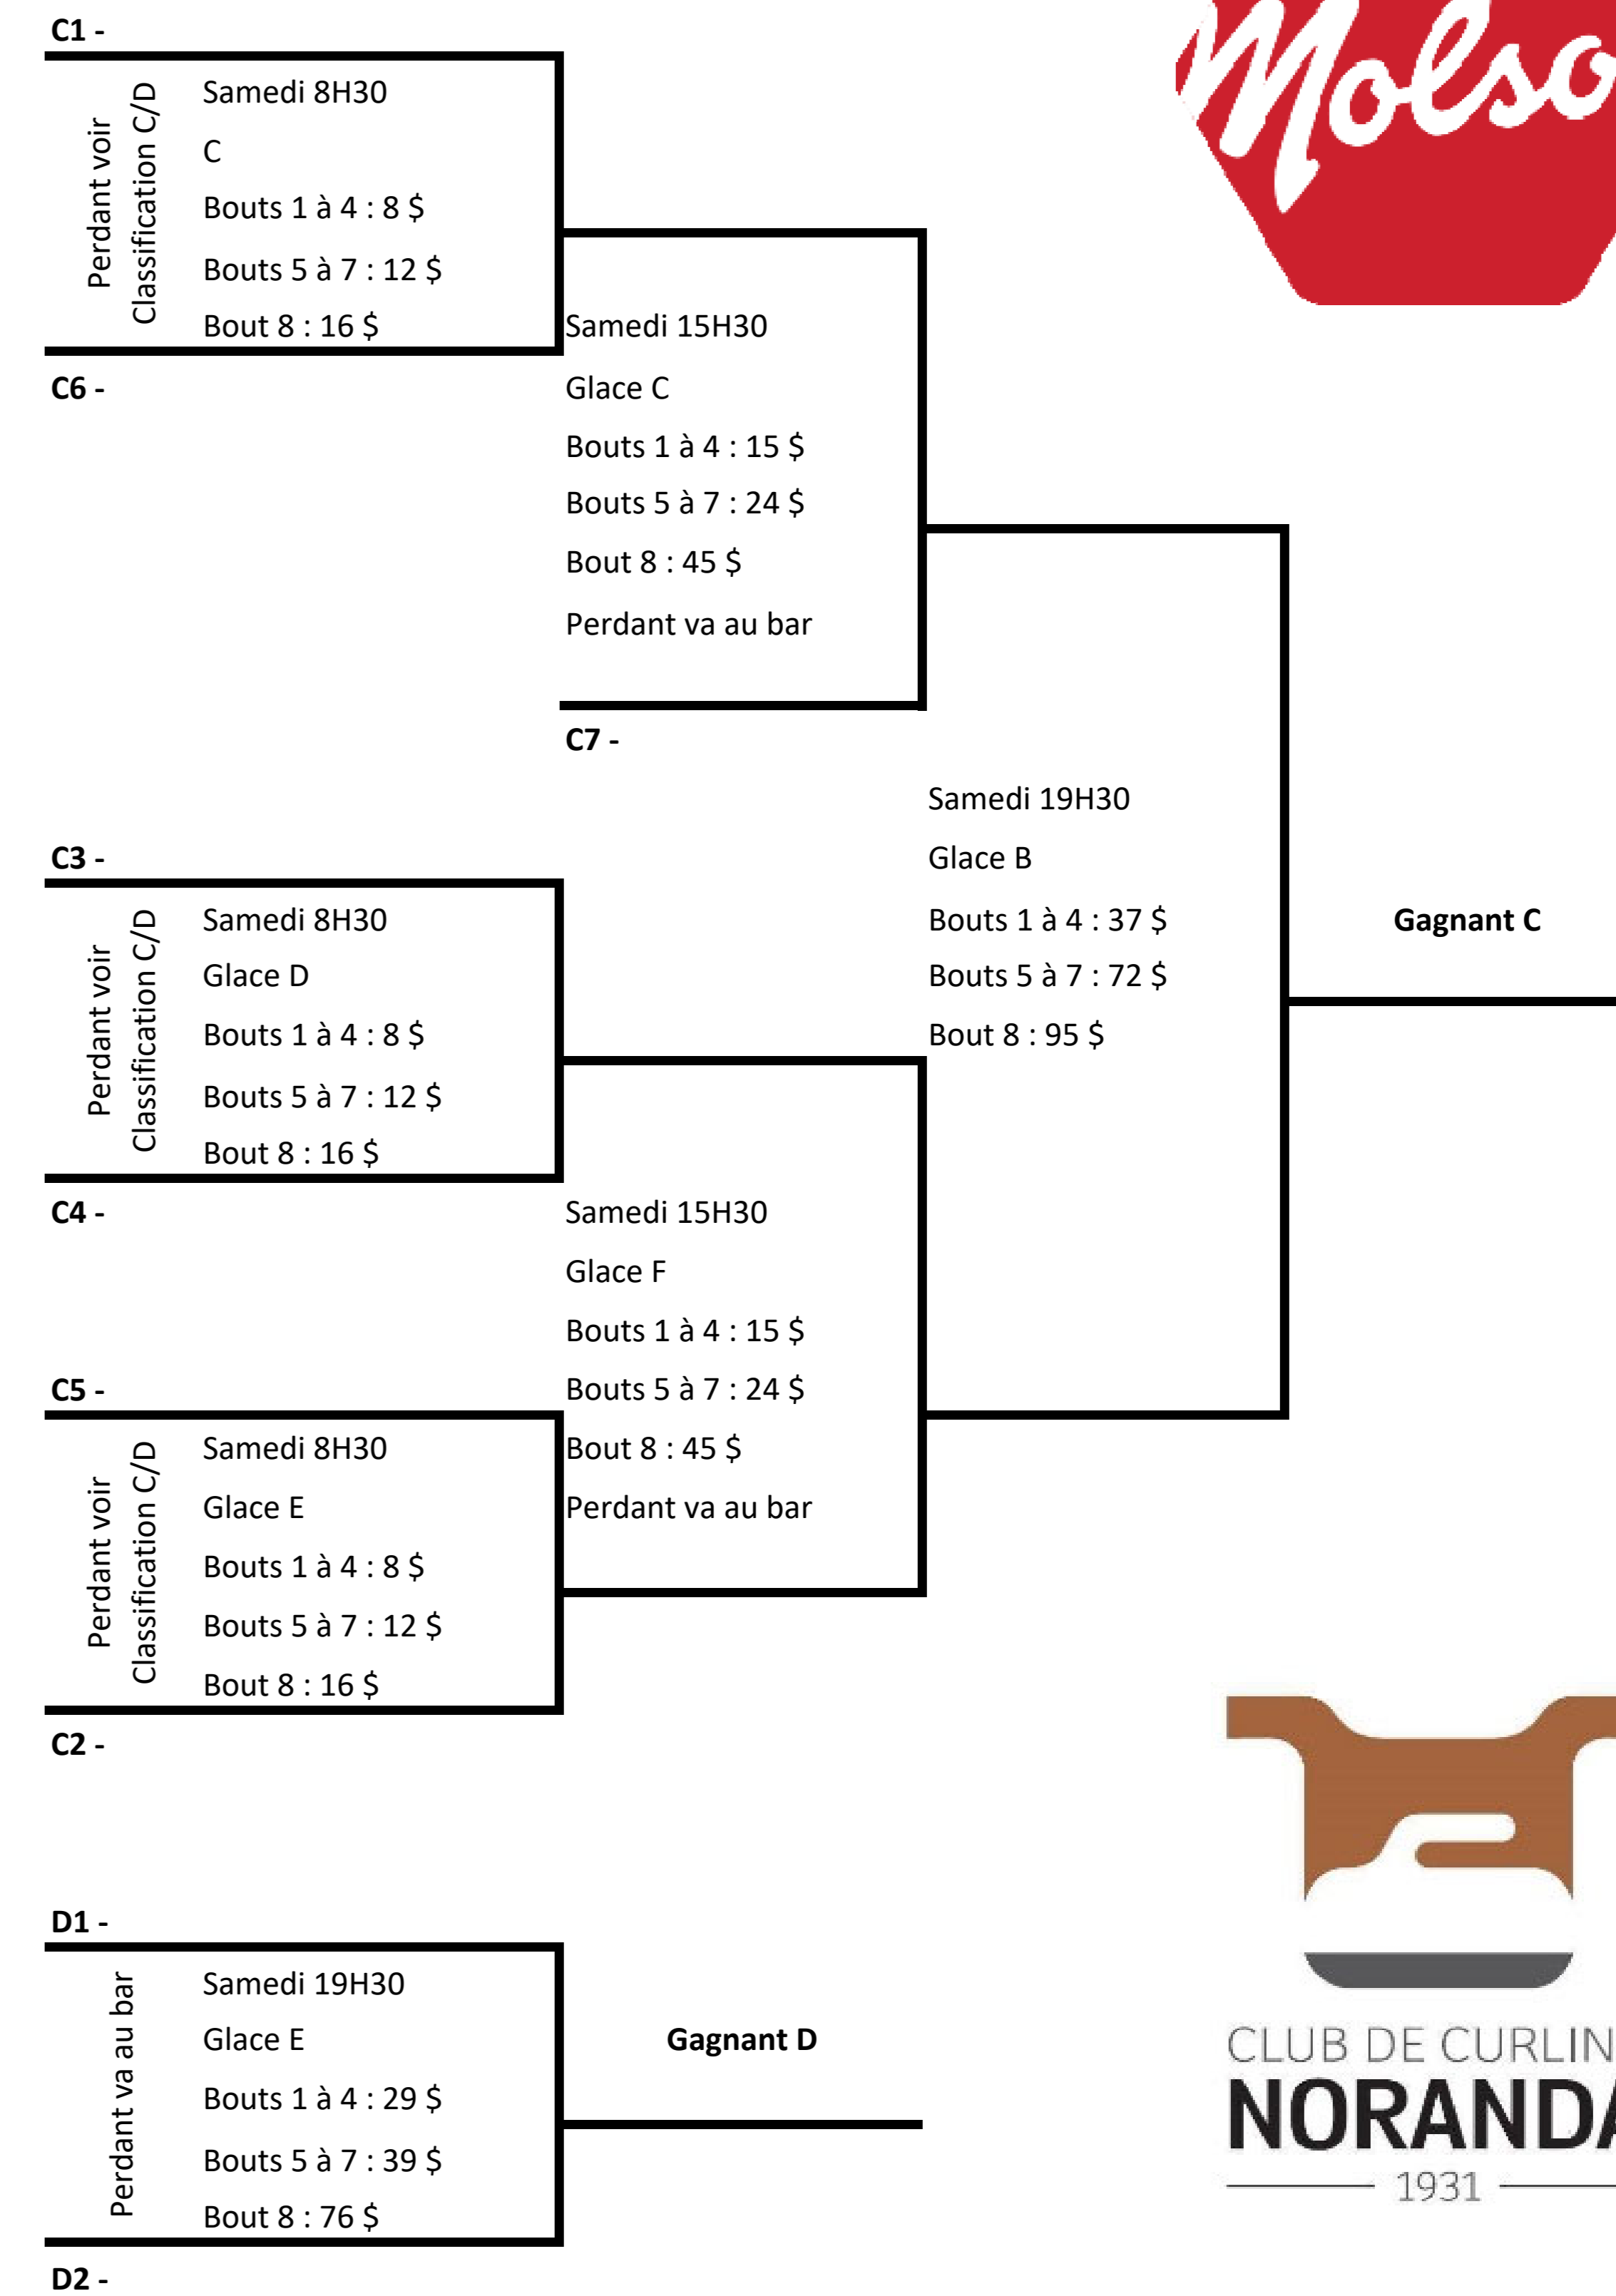 C1 -
Perdant voir
Classification C/D
Samedi 8H30
C
Bouts 1 à 4 : 8 $
Bouts 5 à 7 : 12 $
Bout 8 : 16 $
C6 -
Samedi 15H30
Glace C
Bouts 1 à 4 : 15 $
Bouts 5 à 7 : 24 $
Bout 8 : 45 $
Perdant va au bar
C7 -
Samedi 19H30
Glace B
Bouts 1 à 4 : 37 $
Bouts 5 à 7 : 72 $
Bout 8 : 95 $
Gagnant C
C3 -
Perdant voir
Classification C/D
Samedi 8H30
Glace D
Bouts 1 à 4 : 8 $
Bouts 5 à 7 : 12 $
Bout 8 : 16 $
C4 -
Samedi 15H30
Glace F
Bouts 1 à 4 : 15 $
Bouts 5 à 7 : 24 $
Bout 8 : 45 $
Perdant va au bar
C5 -
Perdant voir
Classification C/D
Samedi 8H30
Glace E
Bouts 1 à 4 : 8 $
Bouts 5 à 7 : 12 $
Bout 8 : 16 $
C2 -
D1 -
Perdant va au bar
Samedi 19H30
Glace E
Bouts 1 à 4 : 29 $
Bouts 5 à 7 : 39 $
Bout 8 : 76 $
D2 -
Gagnant D
Molso
CLUB DE CURLIN
NORANDA
1931